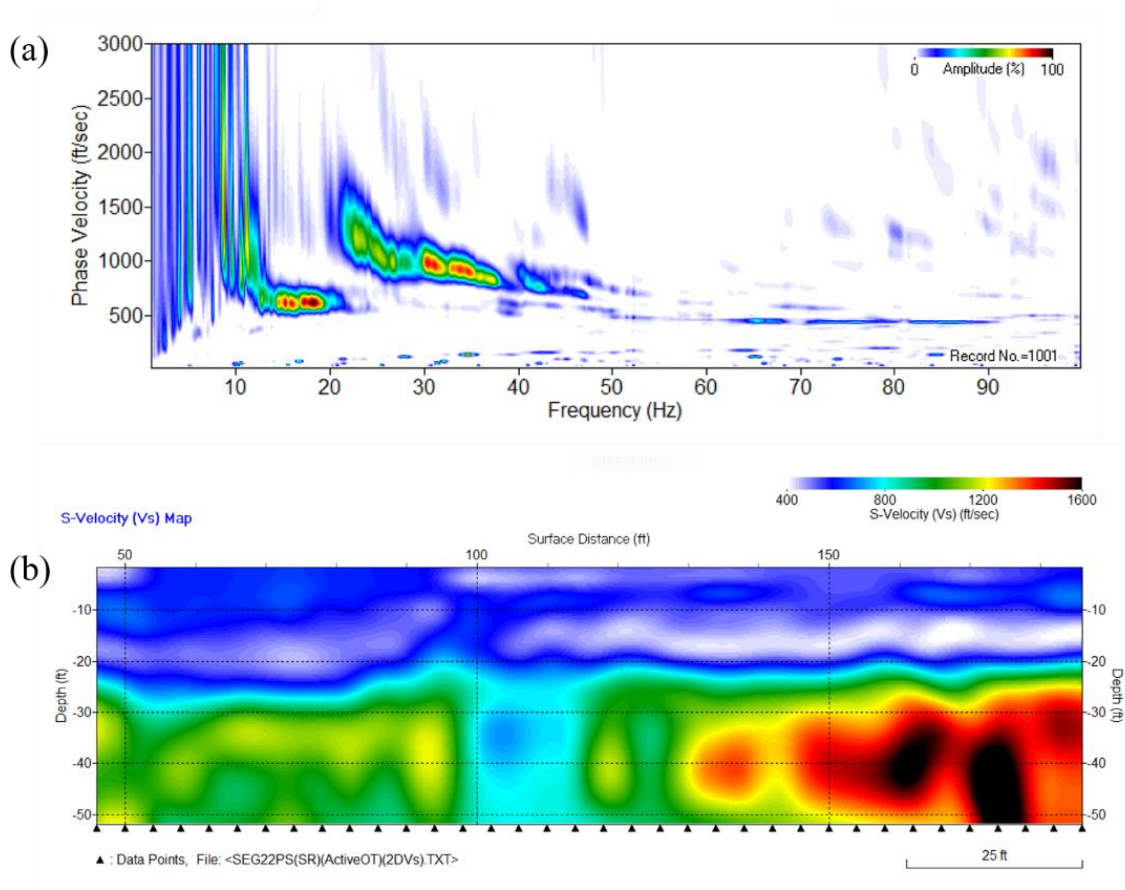 (a)
3000
2500
2000
1500
1000
500
Phase Velocity (ft/sec)
0 Amplitude (%) 100
Record No.=1001
10 20 30 40 50 60 70 80 90
Frequency (Hz)
400 800 1200 1600
S-Velocity (Vs) (ft/sec)
S-Velocity (Vs) Map
Surface Distance (ft)
50 100 150
(b)
-10 -10
-20 -20
-30 -30
-40 -40
-50 -50
Depth (ft) Depth (ft)
▲ : Data Points, File: <SEG22PS(SR)(ActiveOT)(2DVs).TXT>
25 ft